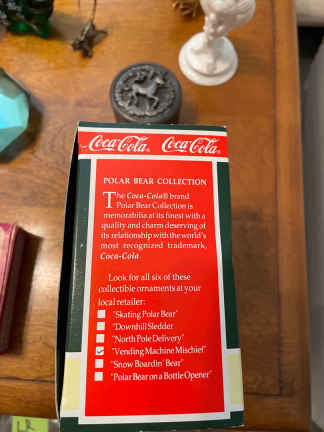 Coca-Cola Coca-Cola
POLAR BEAR COLLECTION
The Coca-Cola® brand
Polar Bear Collection is
memorabilia at its finest with a
quality and charm deserving of
its relationship with the world's
most recognized trademark,
Coca-Cola.
Look for all six of these
collectible ornaments at your
local retailer:
"Skating Polar Bear"
"Downhill Sledder"
"North Pole Delivery"
"Vending Machine Mischief"
"Snow Boardin' Bear"
"Polar Bear on a Bottle Opener"